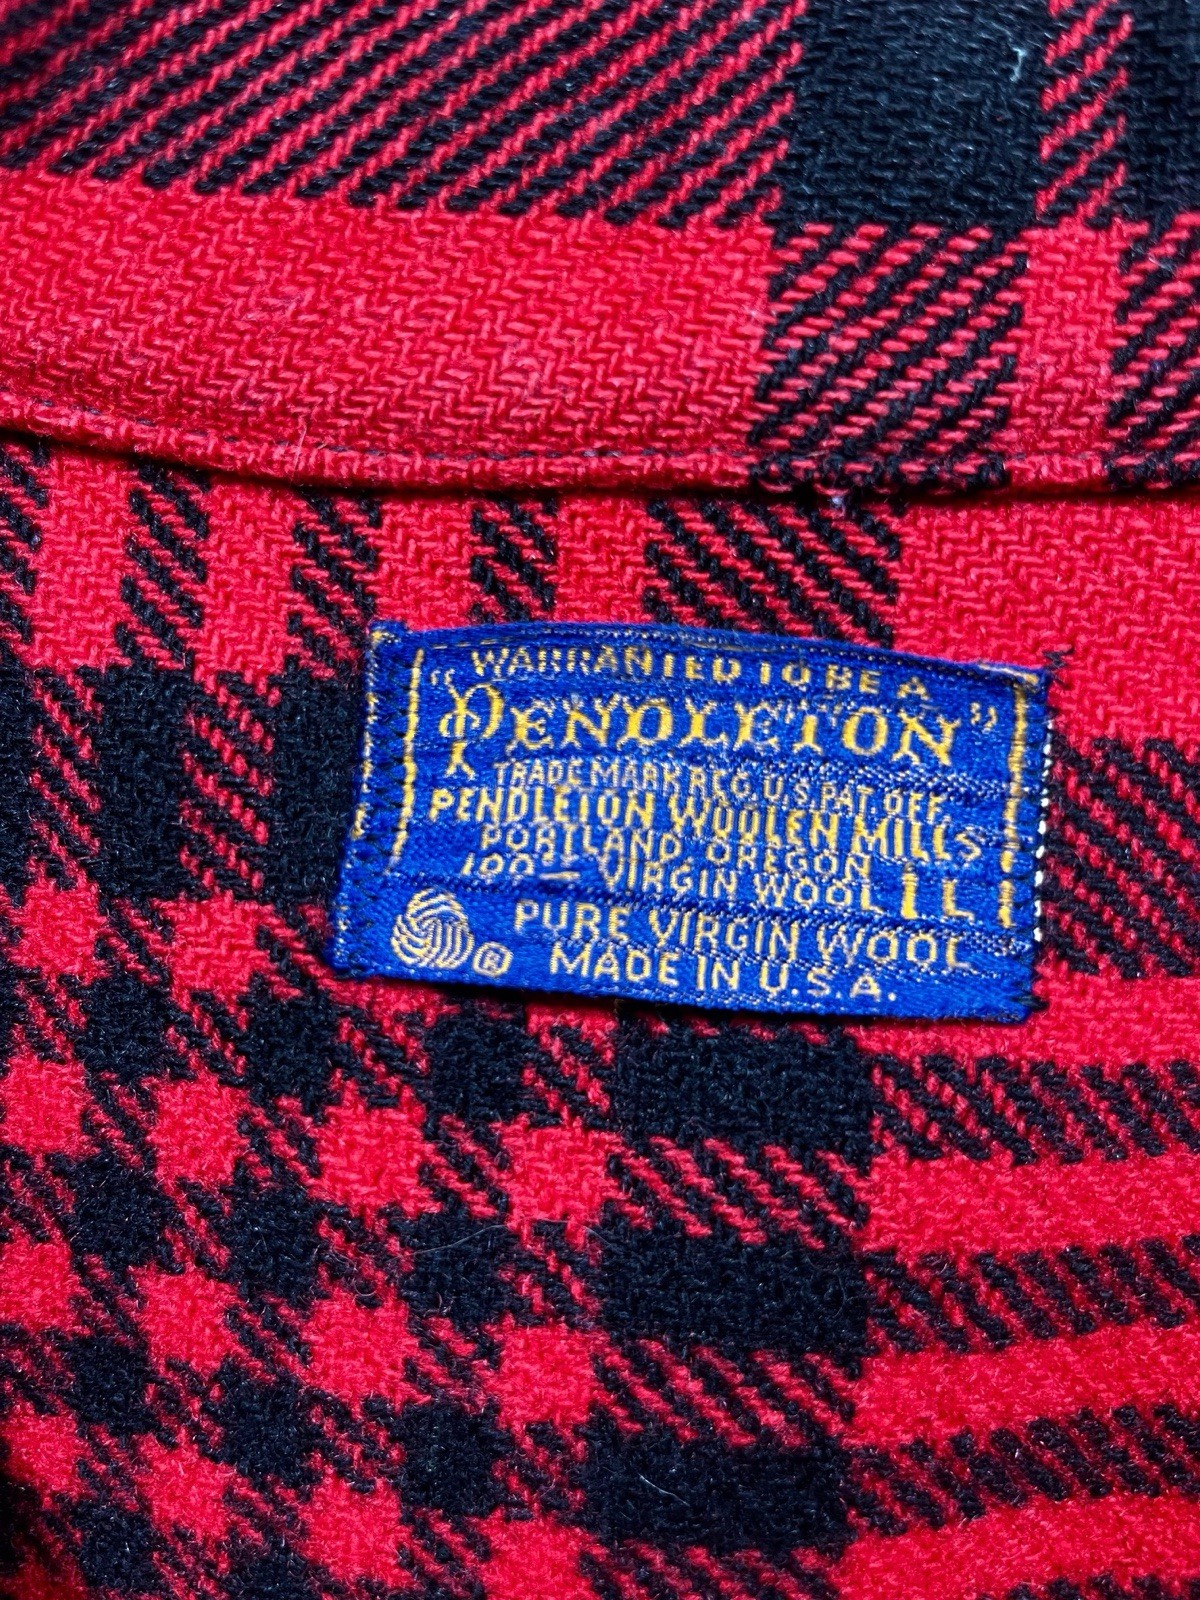 WARRANTED TO BE A
"PENDLETON"
TRADE MARK REG. U.S. PAT. OFF.
PENDLETON WOOLEN MILLS
PORTLAND, OREGON
100% VIRGIN WOOL 1L
PURE VIRGIN WOOL
® MADE IN U.S.A.